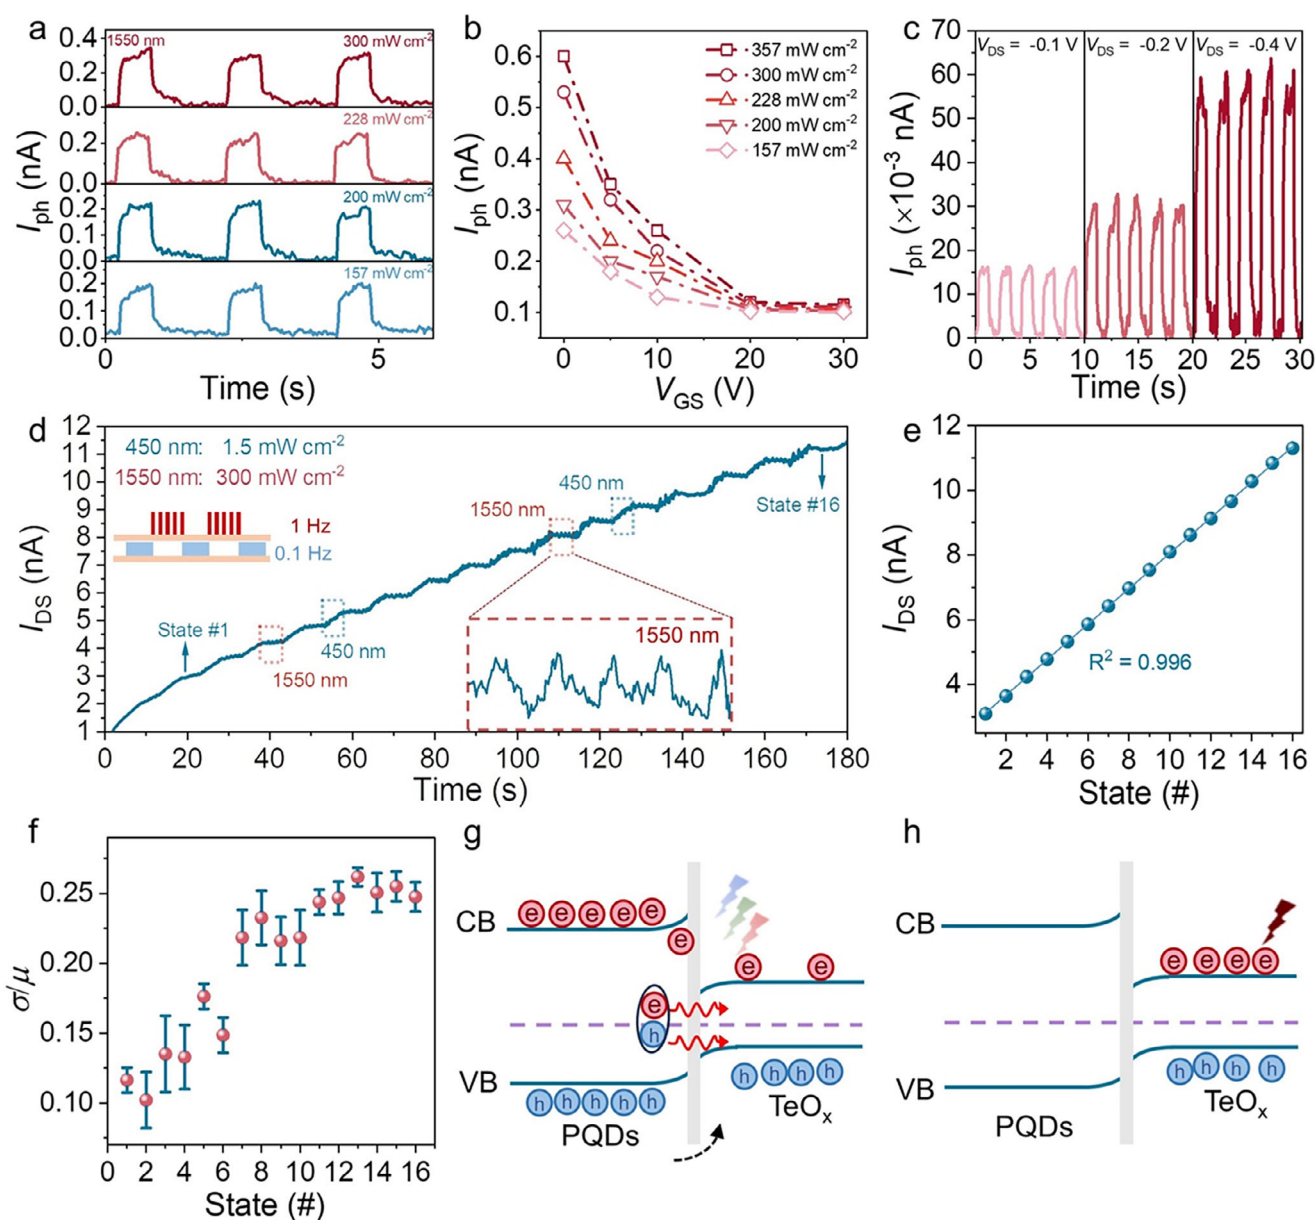 a
1550 nm
300 mW cm⁻²
228 mW cm⁻²
200 mW cm⁻²
157 mW cm⁻²
0.4
0.2
0.0
0.2
0.0
0.2
0.1
0.0
0.2
0.1
0.0
I_ph (nA)
0
5
Time (s)
b
0.6
0.5
0.4
0.3
0.2
0.1
I_ph (nA)
357 mW cm⁻²
300 mW cm⁻²
228 mW cm⁻²
200 mW cm⁻²
157 mW cm⁻²
0
10
20
30
V_GS (V)
c
V_DS = -0.1 V
V_DS = -0.2 V
V_DS = -0.4 V
70
60
50
40
30
20
10
0
I_ph (×10⁻³ nA)
0
5
10
15
20
25
30
Time (s)
d
12
11
10
9
8
7
6
5
4
3
2
1
I_DS (nA)
450 nm: 1.5 mW cm⁻²
1550 nm: 300 mW cm⁻²
1 Hz
0.1 Hz
State #1
1550 nm
450 nm
1550 nm
450 nm
State #16
1550 nm
0
20
40
60
80
100
120
140
160
180
Time (s)
e
12
10
8
6
4
I_DS (nA)
R² = 0.996
2
4
6
8
10
12
14
16
State (#)
f
0.25
0.20
0.15
0.10
σ/μ
0
2
4
6
8
10
12
14
16
State (#)
g
CB
e e e e e
e
e e
e
h
VB
h h h h h
h h h h
PQDs
TeOₓ
h
CB
e e e e
VB
h h h h
PQDs
TeOₓ